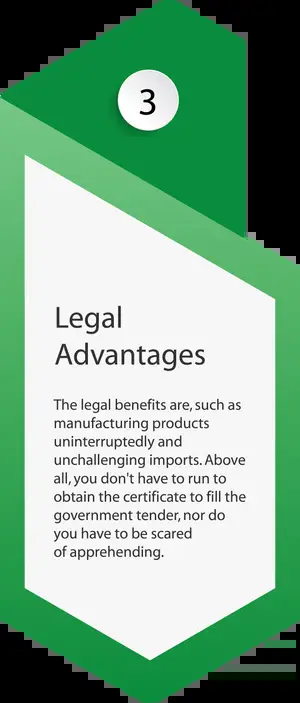 3
Legal
Advantages
The legal benefits are, such as
manufacturing products
uninterruptedly and
unchallenging imports. Above
all, you don't have to run to
obtain the certificate to fill the
government tender, nor do
you have to be scared
of apprehending.